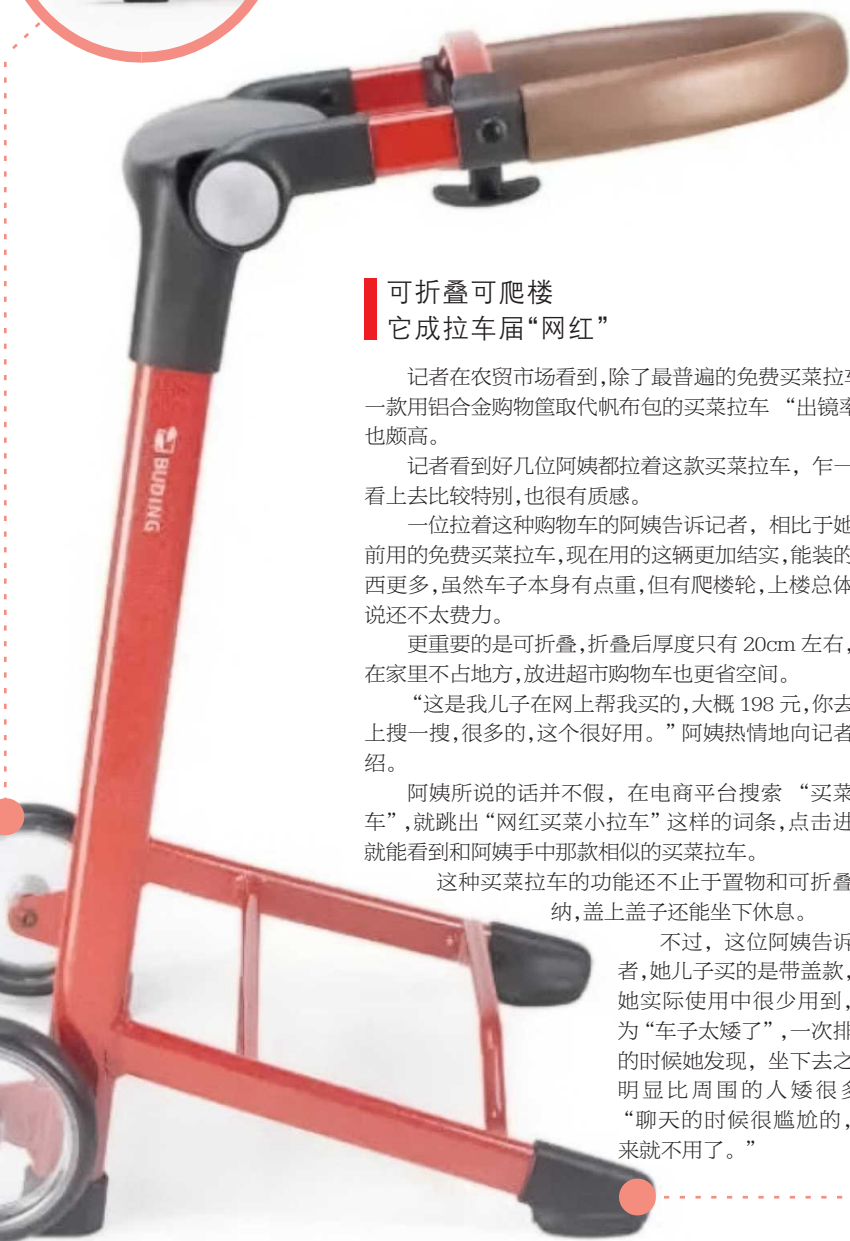 BUDING
可折叠可爬楼
它成拉车届“网红”
记者在农贸市场看到,除了最普遍的免费买菜拉车
一款用铝合金购物筐取代帆布包的买菜拉车 “出镜率
也颇高。
记者看到好几位阿姨都拉着这款买菜拉车, 乍一
看上去比较特别,也很有质感。
一位拉着这种购物车的阿姨告诉记者, 相比于她
前用的免费买菜拉车,现在用的这辆更加结实,能装的
西更多,虽然车子本身有点重,但有爬楼轮,上楼总体
说还不太费力。
更重要的是可折叠,折叠后厚度只有 20cm 左右,
在家里不占地方,放进超市购物车也更省空间。
“这是我儿子在网上帮我买的,大概 198 元,你去
上搜一搜,很多的,这个很好用。”阿姨热情地向记者
绍。
阿姨所说的话并不假, 在电商平台搜索 “买菜
车”,就跳出“网红买菜小拉车”这样的词条,点击进
就能看到和阿姨手中那款相似的买菜拉车。
这种买菜拉车的功能还不止于置物和可折叠
纳,盖上盖子还能坐下休息。
不过, 这位阿姨告诉
者,她儿子买的是带盖款,
她实际使用中很少用到,
为“车子太矮了”,一次排
的时候她发现, 坐下去之
明显比周围的人矮很多
“聊天的时候很尴尬的,
来就不用了。”